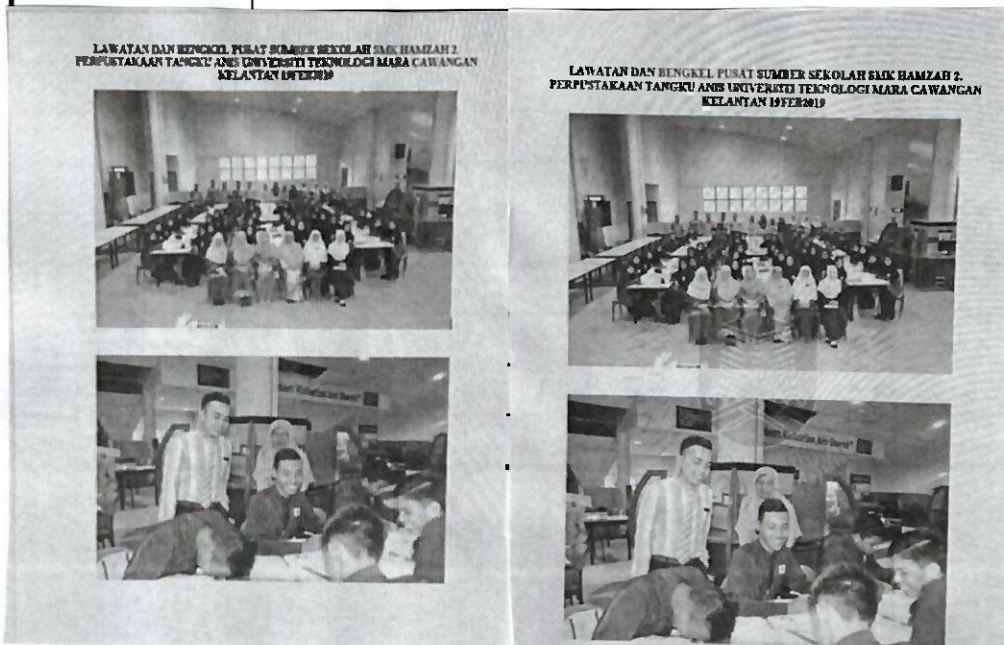 LAWATAN DAN BENGKEL PUSAT SUMBER SEKOLAH SMK HAMZAH 2.
PERPUSTAKAAN TANGKU ANIS UNIVERSITI TEKNOLOGI MARA CAWANGAN
KELANTAN 19FEB2019
LAWATAN DAN BENGKEL PUSAT SUMBER SEKOLAH SMK HAMZAH 2.
PERPUSTAKAAN TANGKU ANIS UNIVERSITI TEKNOLOGI MARA CAWANGAN
KELANTAN 19FEB2019